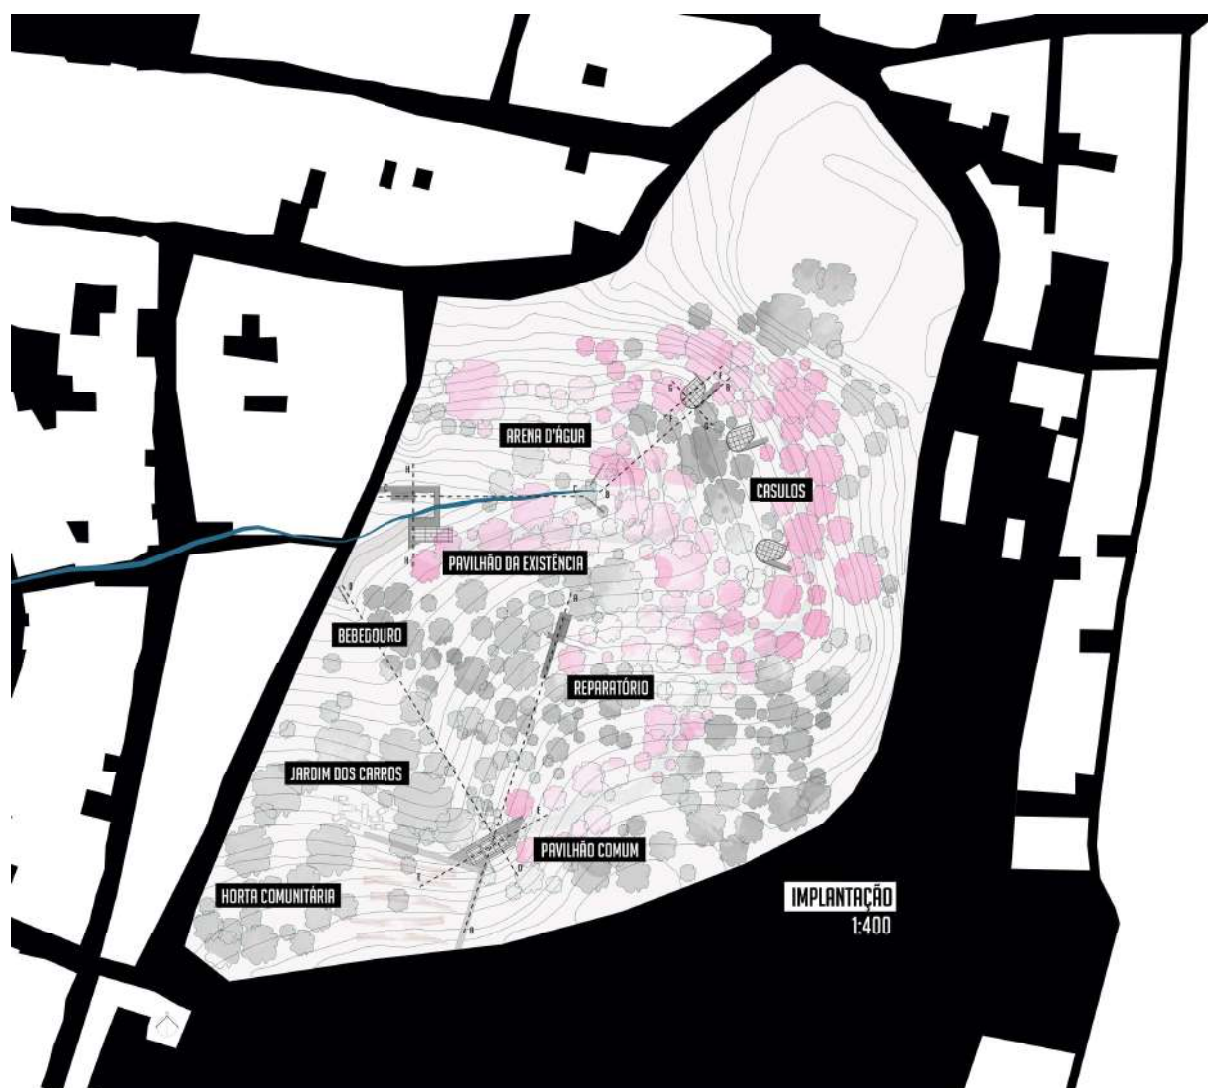 ARENA D'ÁGUA
CASULOS
PAVILHÃO DA EXISTÊNCIA
BEBEDOURO
REPARATÓRIO
JARDIM DOS CARROS
PAVILHÃO COMUM
HORTA COMUNITÁRIA
IMPLANTAÇÃO
1:400